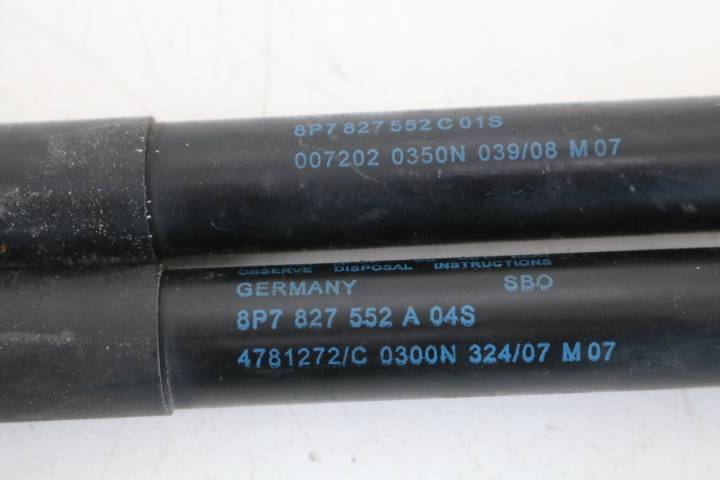 8P7 827 552 C 01S
007202 0350N 039/08 M 07
OBSERVE DISPOSAL INSTRUCTIONS
GERMANY SBO
8P7 827 552 A 04S
4781272/C 0300N 324/07 M 07